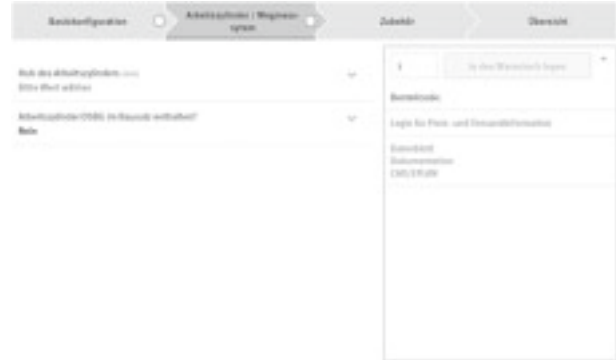 Basiskonfiguration
Arbeitszylinder | Wegmess-
system
Zubehör
Übersicht
Hub des Arbeitszylinders
Bitte Wert wählen
Arbeitszylinder DSBG im Bausatz enthalten?
Nein
1
In den Warenkorb legen
Bestellcode:
Login für Preis- und Versandinformation
Datenblatt
Dokumentation
CAD/EPLAN